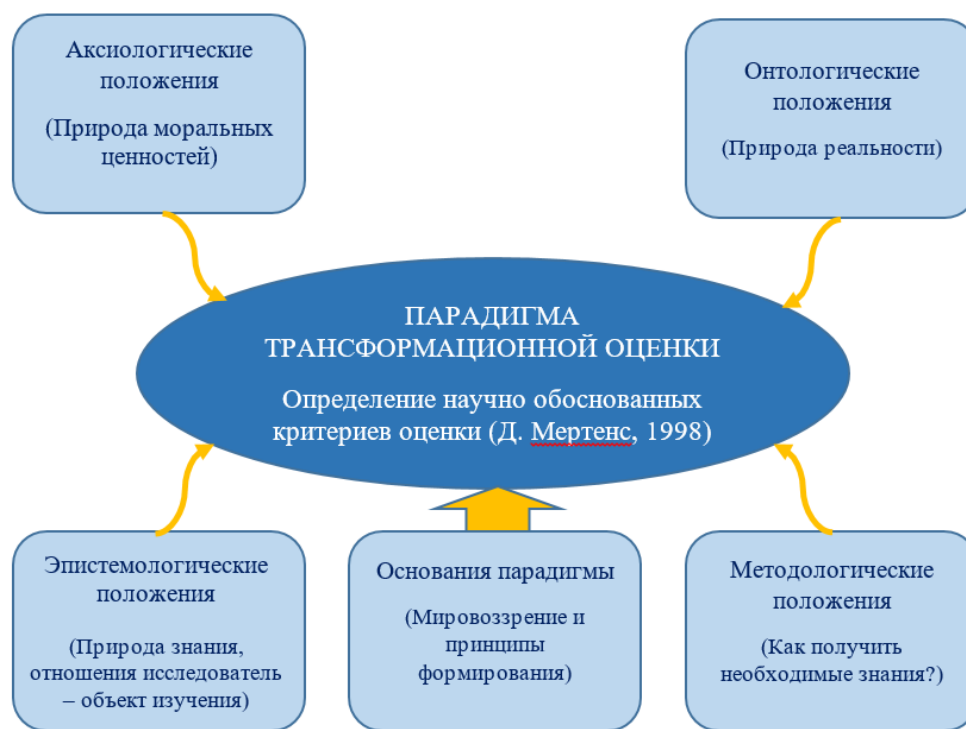 Аксиологические
положения
(Природа моральных
ценностей)
Онтологические
положения
(Природа реальности)
ПАРАДИГМА
ТРАНСФОРМАЦИОННОЙ ОЦЕНКИ
Определение научно обоснованных
критериев оценки (Д. Мертенс, 1998)
Эпистемологические
положения
(Природа знания,
отношения исследователь
– объект изучения)
Основания парадигмы
(Мировоззрение и
принципы
формирования)
Методологические
положения
(Как получить
необходимые знания?)